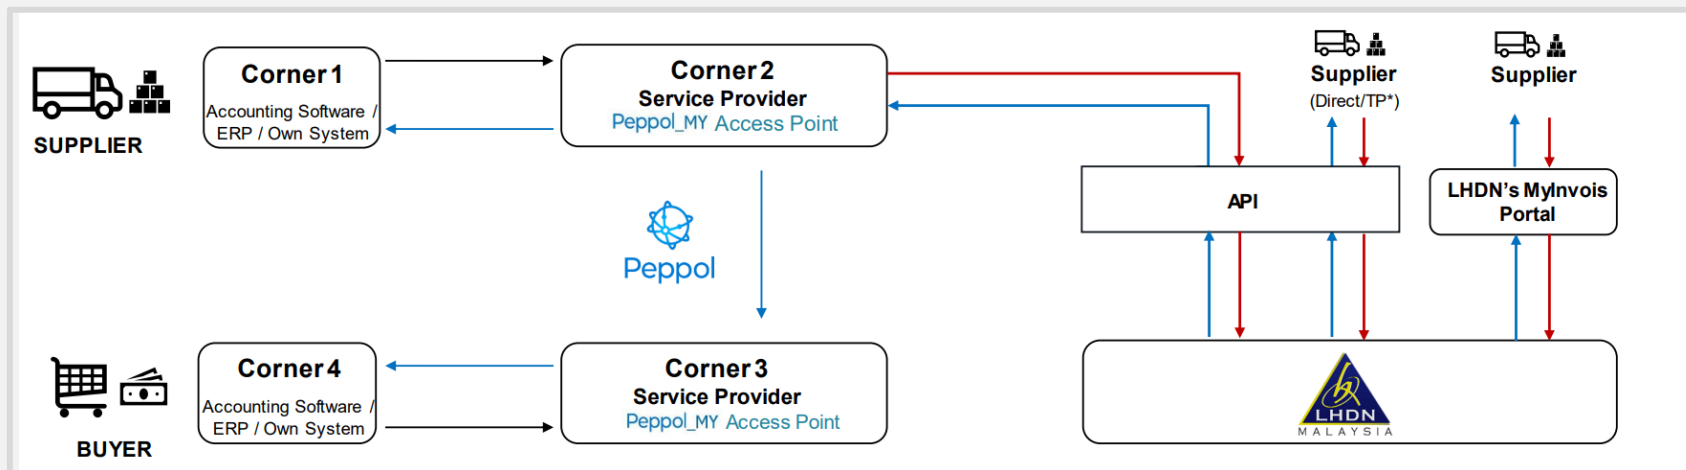 SUPPLIER
Corner 1
Accounting Software /
ERP / Own System
Corner 2
Service Provider
Peppol_MY Access Point
Supplier
(Direct/TP*)
Supplier
API
LHDN's MyInvois
Portal
Peppol
BUYER
Corner 4
Accounting Software /
ERP / Own System
Corner 3
Service Provider
Peppol_MY Access Point
LHDN
MALAYSIA